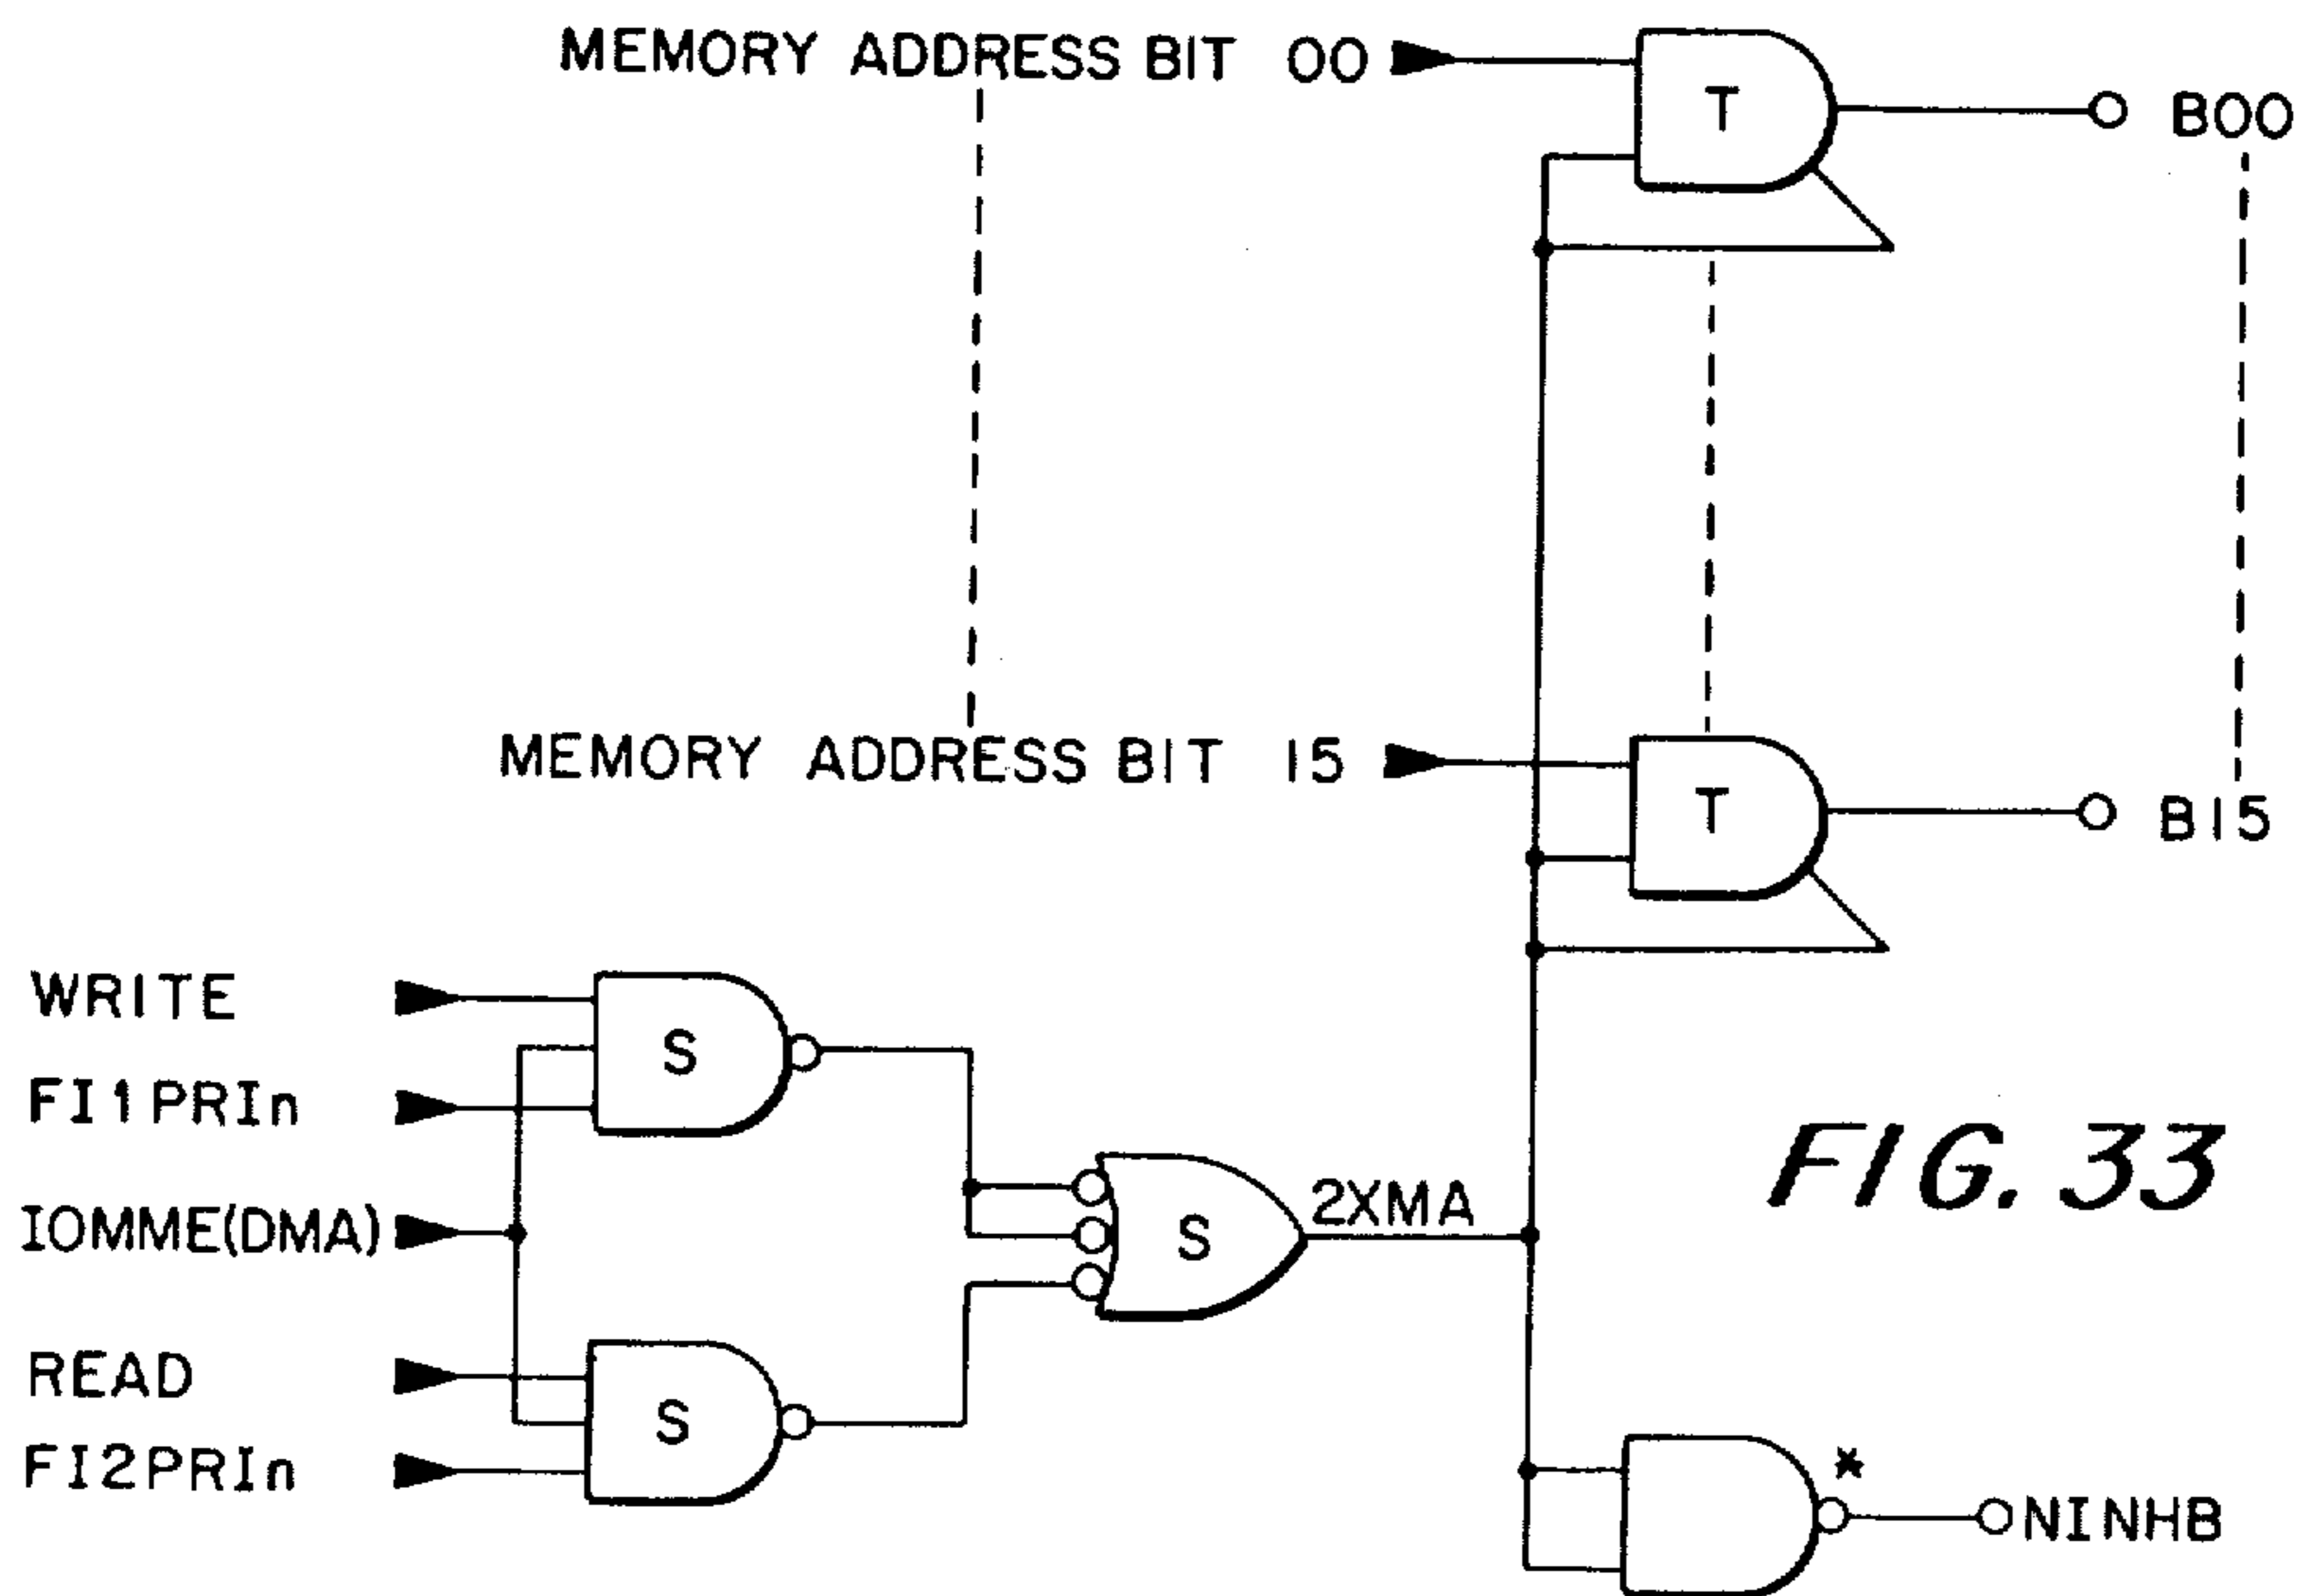 MEMORY ADDRESS BIT 00
T
B00
MEMORY ADDRESS BIT 15
T
B15
WRITE
S
FI1PRIn
IOMME(DMA)
S
2XMA
FIG. 33
READ
S
FI2PRIn
*
NINHB